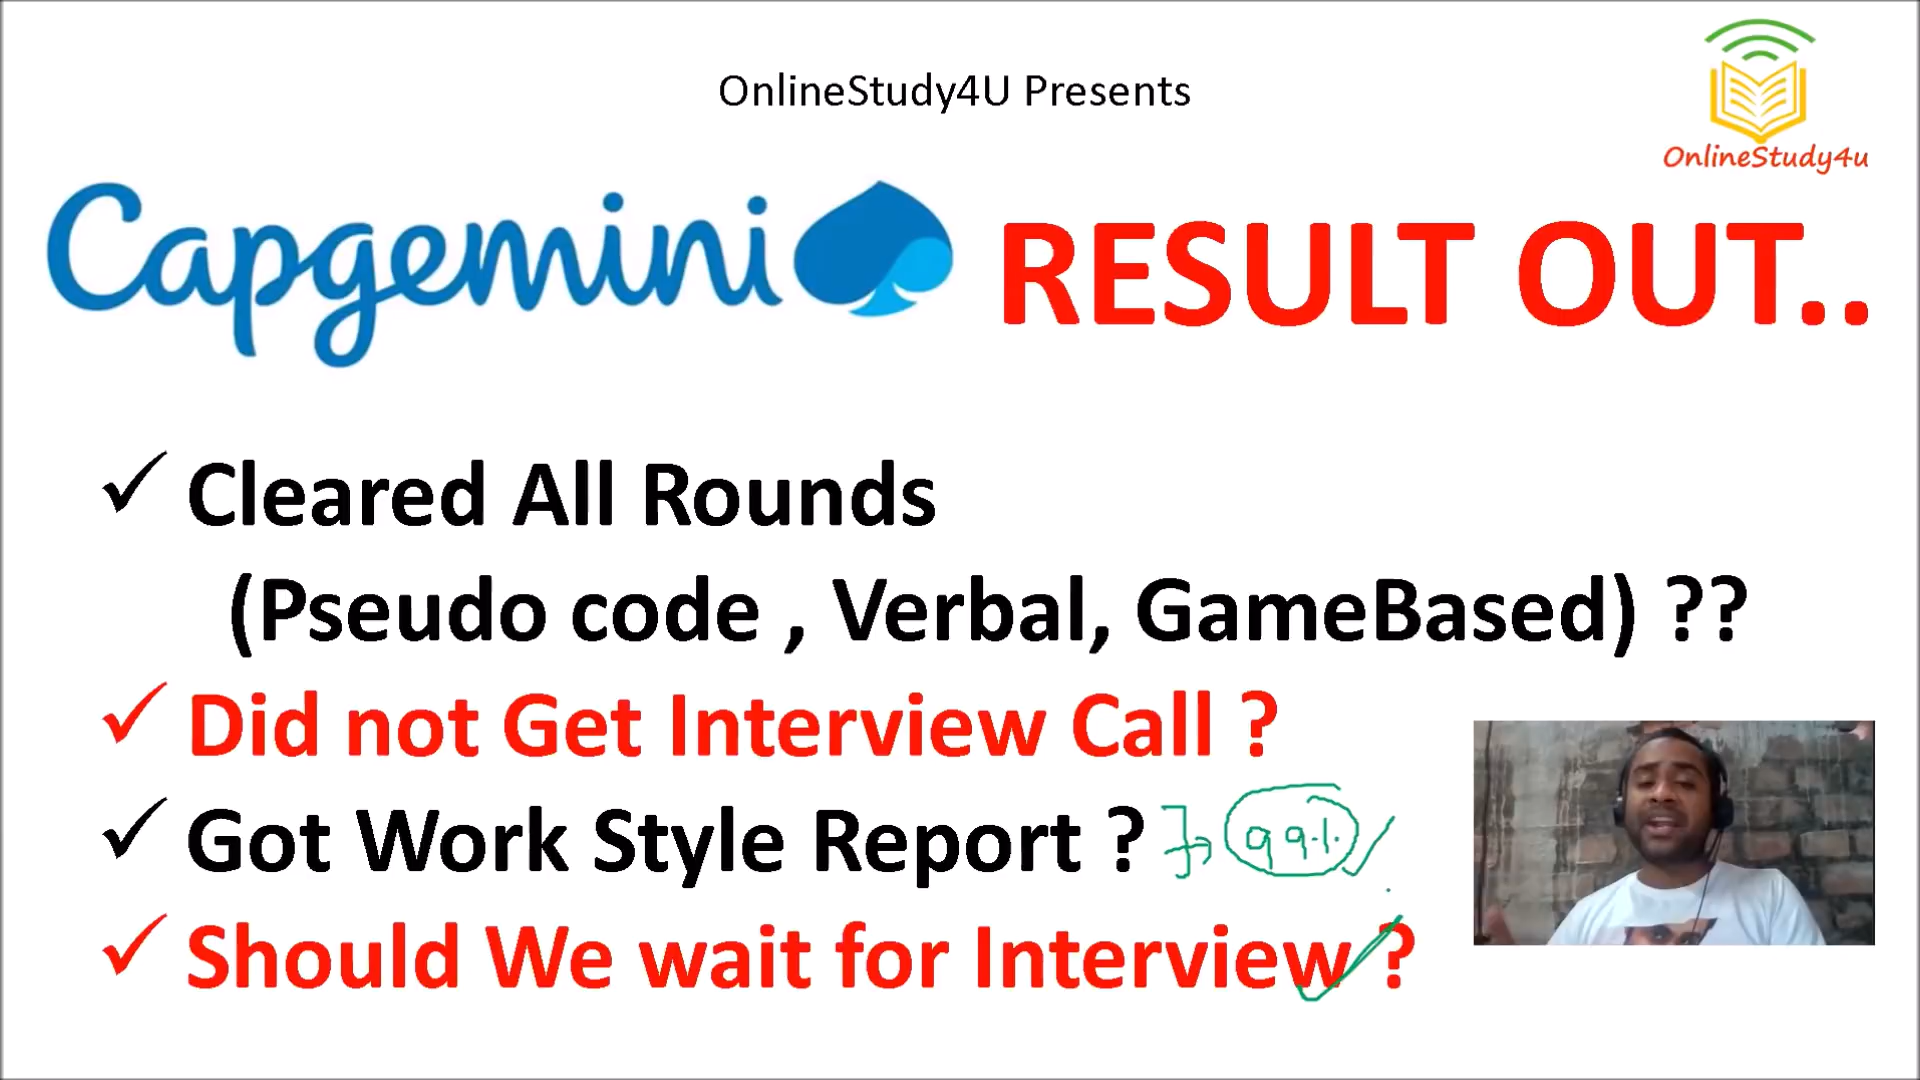 OnlineStudy4U Presents
OnlineStudy4u
Capgemini
RESULT OUT..
✓ Cleared All Rounds
(Pseudo code , Verbal, GameBased) ??
✓ Did not Get Interview Call ?
✓ Got Work Style Report ? 99%
✓ Should We wait for Interview ?